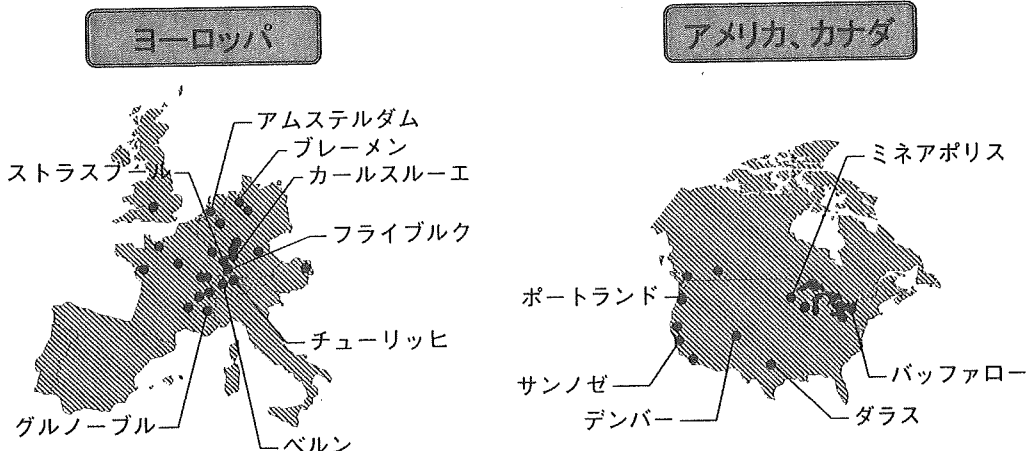 ヨーロッパ
アムステルダム
ブレーメン
ストラスブール
カールスルーエ
フライブルク
チューリッヒ
グルノーブル
ベルン
アメリカ、カナダ
ミネアポリス
ポートランド
サンノゼ
バッファロー
デンバー
ダラス